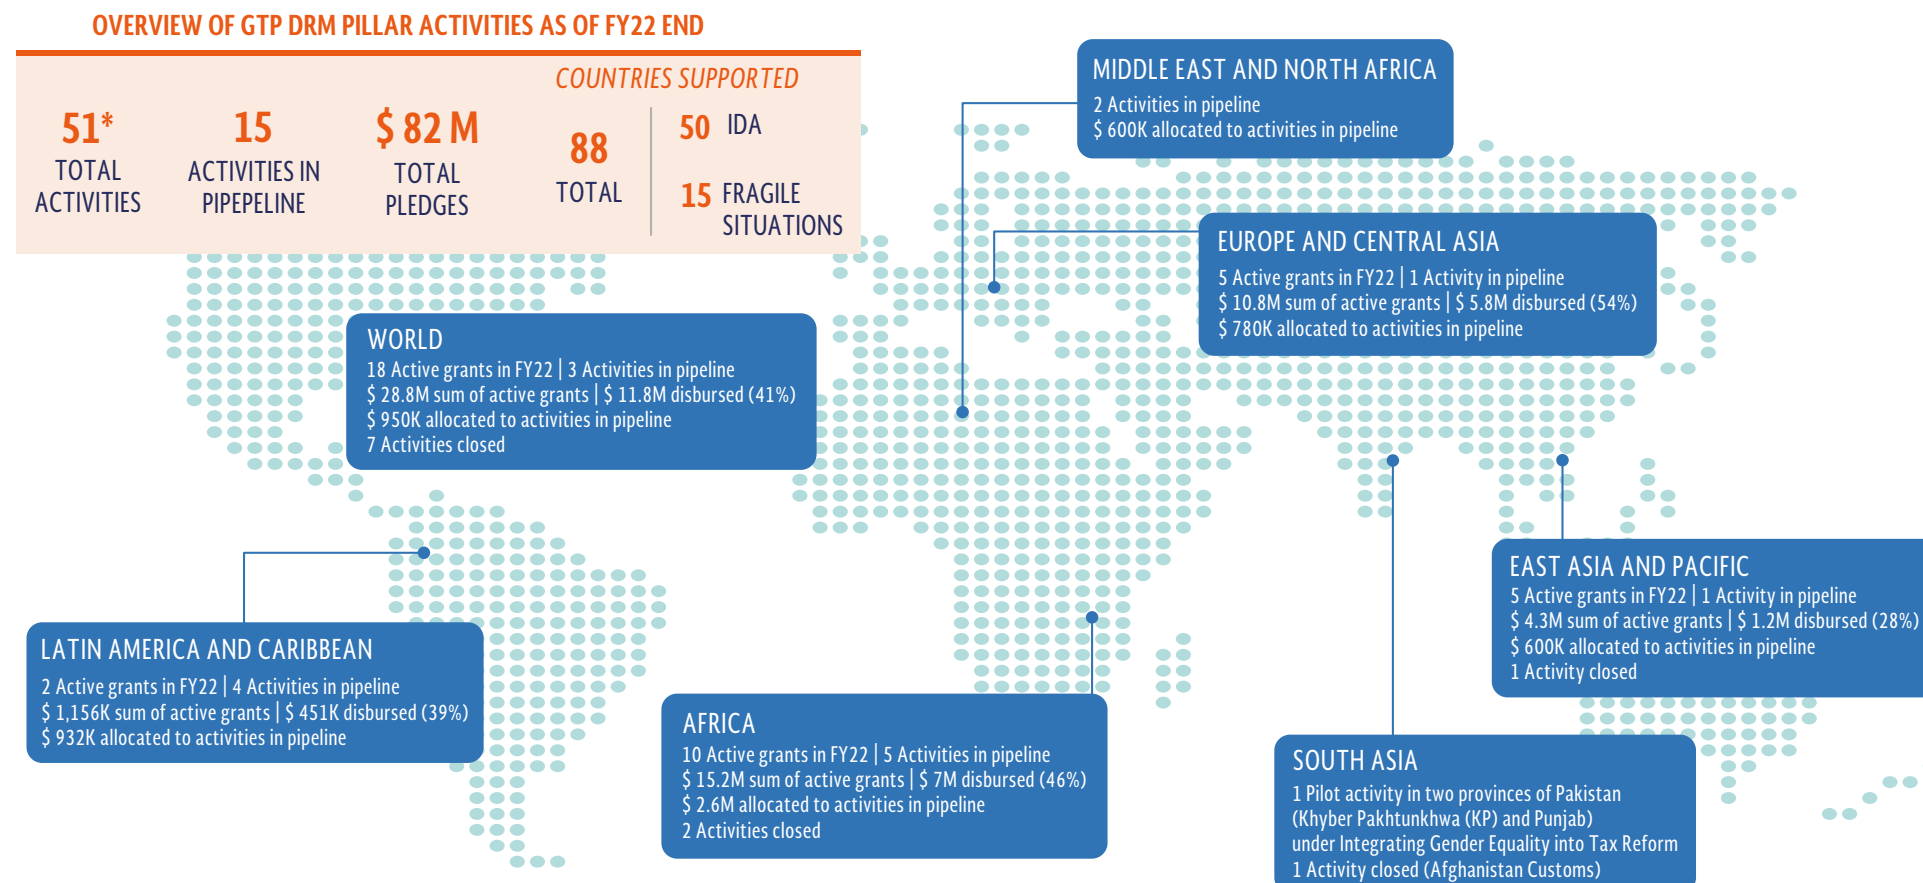 OVERVIEW OF GTP DRM PILLAR ACTIVITIES AS OF FY22 END
51*
TOTAL
ACTIVITIES
15
ACTIVITIES IN
PIPEPELINE
$ 82 M
TOTAL
PLEDGES
COUNTRIES SUPPORTED
88
TOTAL
50 IDA
15 FRAGILE
SITUATIONS
MIDDLE EAST AND NORTH AFRICA
2 Activities in pipeline
$ 600K allocated to activities in pipeline
EUROPE AND CENTRAL ASIA
5 Active grants in FY22 | 1 Activity in pipeline
$ 10.8M sum of active grants | $ 5.8M disbursed (54%)
$ 780K allocated to activities in pipeline
WORLD
18 Active grants in FY22 | 3 Activities in pipeline
$ 28.8M sum of active grants | $ 11.8M disbursed (41%)
$ 950K allocated to activities in pipeline
7 Activities closed
EAST ASIA AND PACIFIC
5 Active grants in FY22 | 1 Activity in pipeline
$ 4.3M sum of active grants | $ 1.2M disbursed (28%)
$ 600K allocated to activities in pipeline
1 Activity closed
LATIN AMERICA AND CARIBBEAN
2 Active grants in FY22 | 4 Activities in pipeline
$ 1,156K sum of active grants | $ 451K disbursed (39%)
$ 932K allocated to activities in pipeline
AFRICA
10 Active grants in FY22 | 5 Activities in pipeline
$ 15.2M sum of active grants | $ 7M disbursed (46%)
$ 2.6M allocated to activities in pipeline
2 Activities closed
SOUTH ASIA
1 Pilot activity in two provinces of Pakistan
(Khyber Pakhtunkhwa (KP) and Punjab)
under Integrating Gender Equality into Tax Reform
1 Activity closed (Afghanistan Customs)